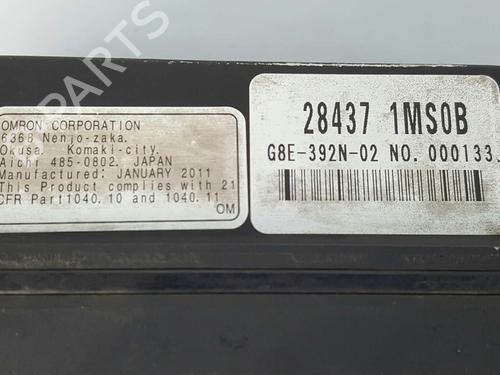 OMRON CORPORATION
6368 Nenjo-zaka,
Okusa, Komaki-city,
Aichi 485-0802, JAPAN
Manufactured: JANUARY 2011
This Product complies with 21
CFR Part1040.10 and 1040.11
OM
28437 1MS0B
G8E-392N-02 NO. 000133
B-PARTS